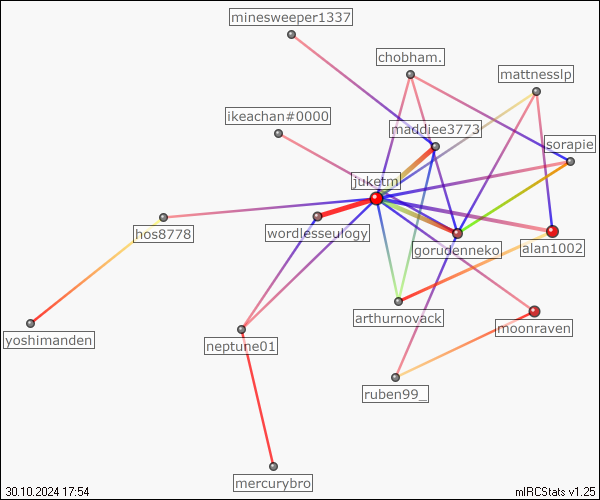 minesweeper1337
chobham.
mattnesslp
ikeachan#0000
maddiee3773
sorapie
juketm
hos8778
wordlesseulogy
gorudenneko
alan1002
arthurnovack
moonraven
yoshimanden
neptune01
ruben99_
mercurybro
30.10.2024 17:54
mIRCStats v1.25